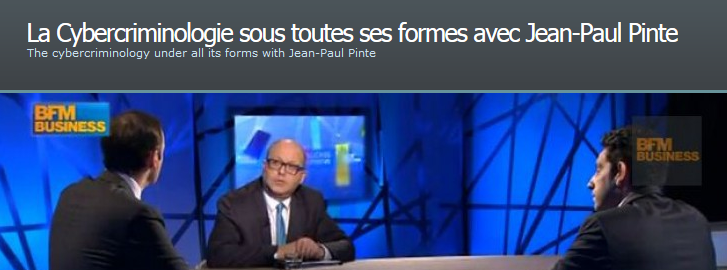 La Cybercriminologie sous toutes ses formes avec Jean-Paul Pinte
The cybercriminology under all its forms with Jean-Paul Pinte
BFM
BUSINESS
BFM
BUSINESS